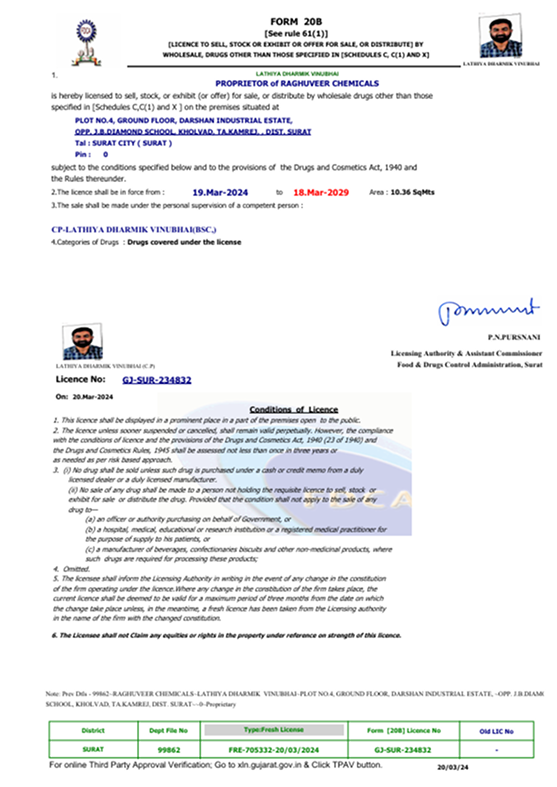 FORM 20B
[See rule 61(1)]
[LICENCE TO SELL, STOCK OR EXHIBIT OR OFFER FOR SALE, OR DISTRIBUTE] BY
WHOLESALE, DRUGS OTHER THAN THOSE SPECIFIED IN [SCHEDULES C, C(1) AND X]
LATHIYA DHARMIK VINUBHAI
1.
LATHIYA DHARMIK VINUBHAI
PROPRIETOR of RAGHUVEER CHEMICALS
is hereby licensed to sell, stock, or exhibit (or offer) for sale, or distribute by wholesale drugs other than those
specified in [Schedules C,C(1) and X ] on the premises situated at
PLOT NO.4, GROUND FLOOR, DARSHAN INDUSTRIAL ESTATE,
OPP. J.B.DIAMOND SCHOOL, KHOLVAD, TA.KAMREJ, , DIST. SURAT
Tal : SURAT CITY ( SURAT )
Pin : 0
subject to the conditions specified below and to the provisions of the Drugs and Cosmetics Act, 1940 and
the Rules thereunder.
2.The licence shall be in force from : 19.Mar-2024 to 18.Mar-2029 Area : 10.36 SqMts
3.The sale shall be made under the personal supervision of a competent person :
CP-LATHIYA DHARMIK VINUBHAI(BSC,)
4.Categories of Drugs : Drugs covered under the license
P.N.PURSNANI
Licensing Authority & Assistant Commissioner
Food & Drugs Control Administration, Surat
LATHIYA DHARMIK VINUBHAI (C.P)
Licence No: GJ-SUR-234832
On: 20.Mar-2024
Conditions of Licence
1. This licence shall be displayed in a prominent place in a part of the premises open to the public.
2. The licence unless sooner suspended or cancelled, shall remain valid perpetually. However, the compliance
with the conditions of licence and the provisions of the Drugs and Cosmetics Act, 1940 (23 of 1940) and
the Drugs and Cosmetics Rules, 1945 shall be assessed not less than once in three years or
as needed as per risk based approach.
3. (i) No drug shall be sold unless such drug is purchased under a cash or credit memo from a duly
licensed dealer or a duly licensed manufacturer.
(ii) No sale of any drug shall be made to a person not holding the requisite licence to sell, stock or
exhibit for sale or distribute the drug. Provided that the condition shall not apply to the sale of any
drug to—
(a) an officer or authority purchasing on behalf of Government, or
(b) a hospital, medical, educational or research institution or a registered medical practitioner for
the purpose of supply to his patients, or
(c) a manufacturer of beverages, confectionaries biscuits and other non-medicinal products, where
such drugs are required for processing these products;
4. Omitted.
5. The licensee shall inform the Licensing Authority in writing in the event of any change in the constitution
of the firm operating under the licence.Where any change in the constitution of the firm takes place, the
current licence shall be deemed to be valid for a maximum period of three months from the date on which
the change take place unless, in the meantime, a fresh licence has been taken from the Licensing authority
in the name of the firm with the changed constitution.
6. The Licensee shall not Claim any equities or rights in the property under reference on strength of this licence.
Note: Prev Dtls - 99862--RAGHUVEER CHEMICALS--LATHIYA DHARMIK VINUBHAI--PLOT NO.4, GROUND FLOOR, DARSHAN INDUSTRIAL ESTATE, --OPP. J.B.DIAMOND
SCHOOL, KHOLVAD, TA.KAMREJ, DIST. SURAT---0--Proprietary
District Dept File No Type:Fresh License Form [20B] Licence No Old LIC No
SURAT 99862 FRE-705332-20/03/2024 GJ-SUR-234832 -
For online Third Party Approval Verification; Go to xln.gujarat.gov.in & Click TPAV button. 20/03/24